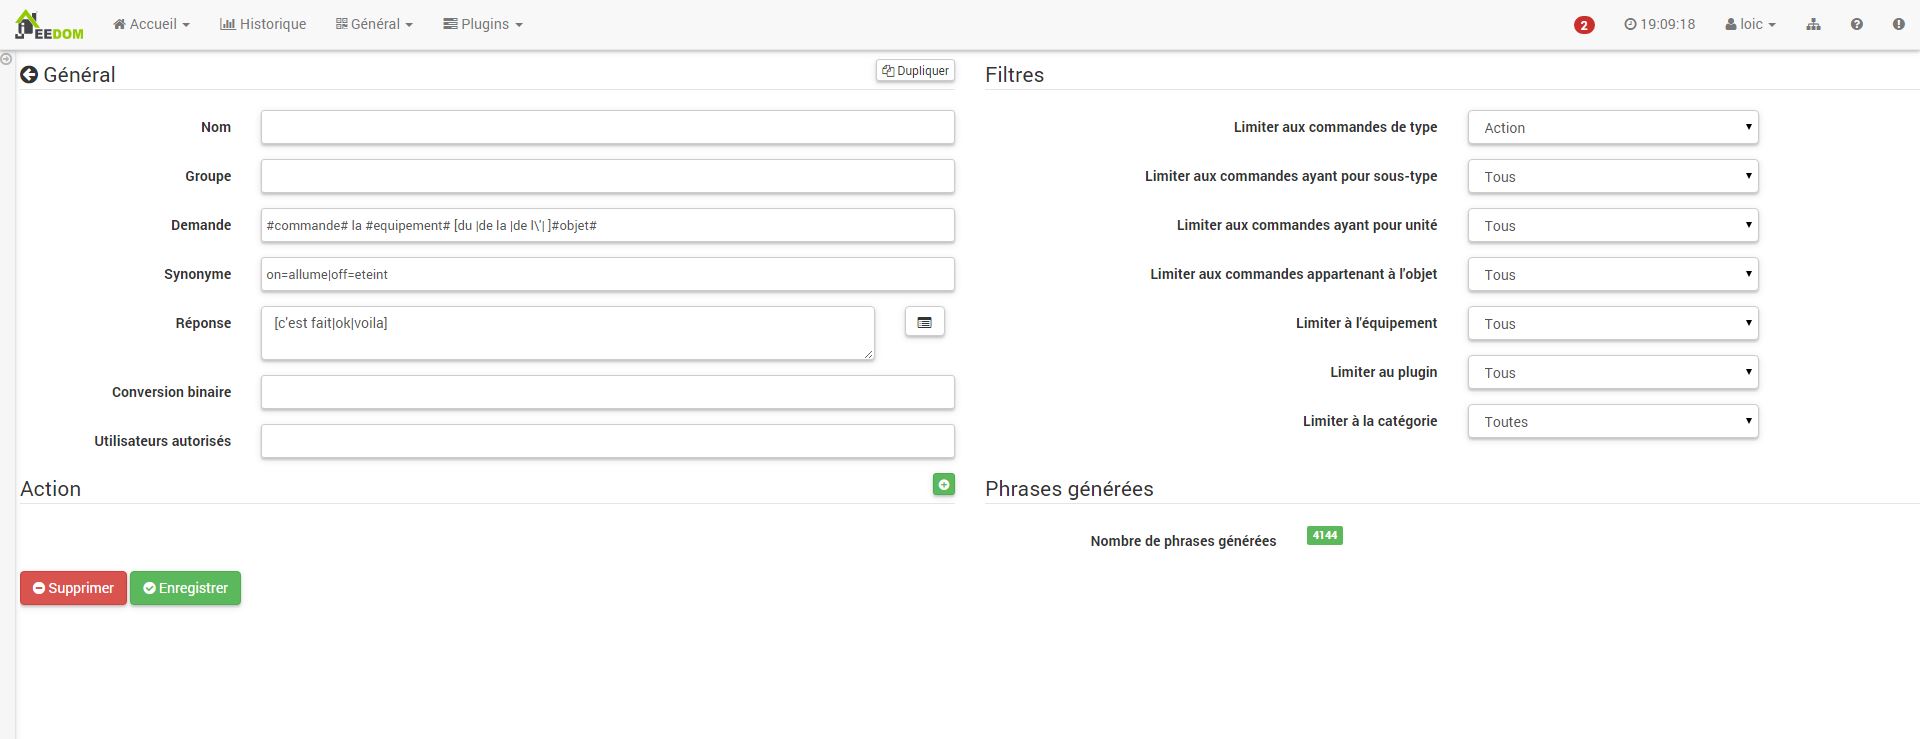 jEEDOM Accueil Historique Général Plugins 2 19:09:18 loic
Général Dupliquer
Nom
Groupe
Demande #commande# la #equipement# [du |de la |de l\'| ]#objet#
Synonyme on=allume|off=eteint
Réponse [c'est fait|ok|voila]
Conversion binaire
Utilisateurs autorisés
Action
Supprimer Enregistrer
Filtres
Limiter aux commandes de type Action
Limiter aux commandes ayant pour sous-type Tous
Limiter aux commandes ayant pour unité Tous
Limiter aux commandes appartenant à l'objet Tous
Limiter à l'équipement Tous
Limiter au plugin Tous
Limiter à la catégorie Toutes
Phrases générées
Nombre de phrases générées 4144